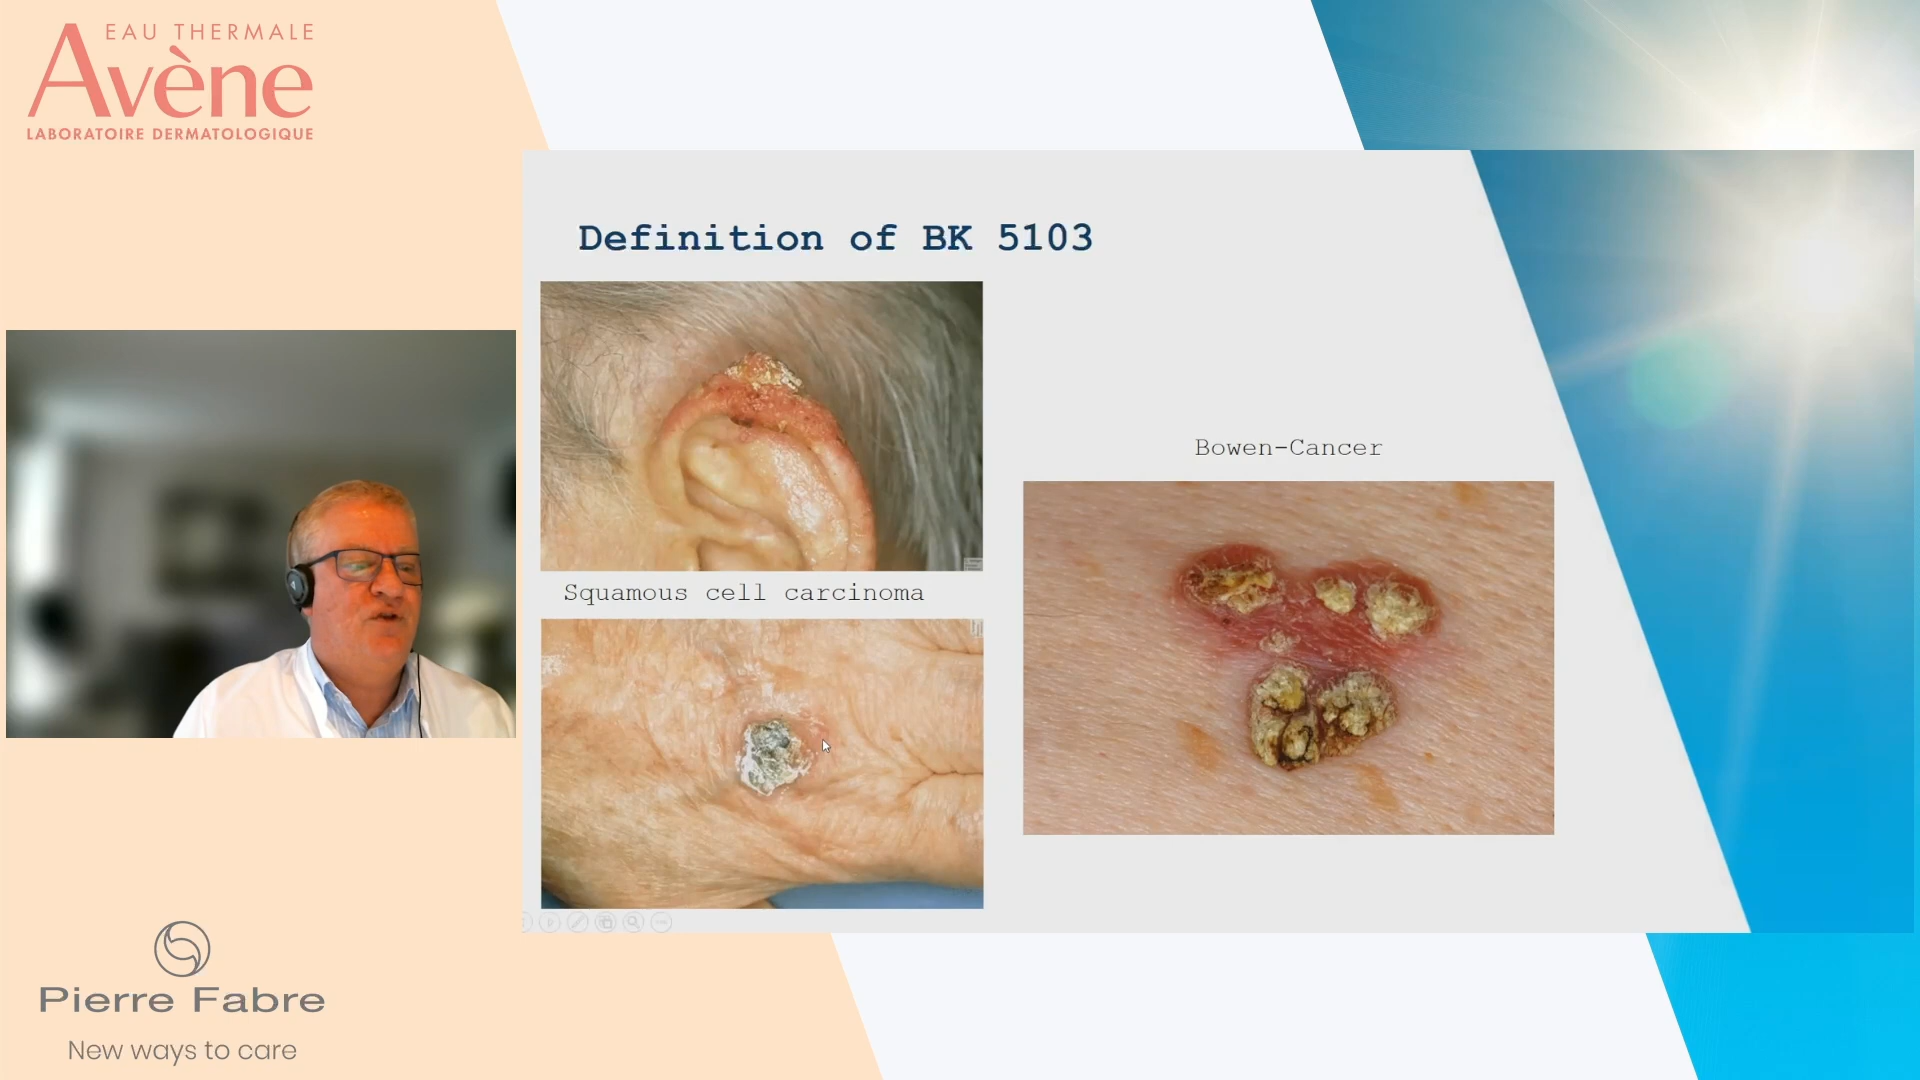 EAU THERMALE
Avène
LABORATOIRE DERMATOLOGIQUE
Definition of BK 5103
Squamous cell carcinoma
Bowen-Cancer
Pierre Fabre
New ways to care